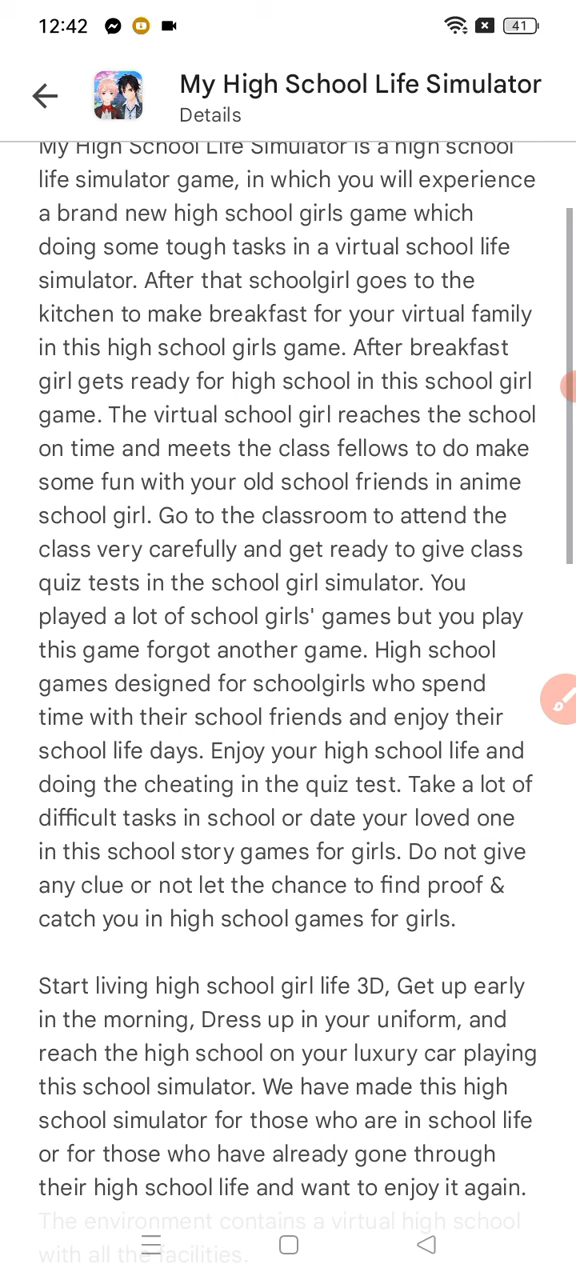 12:42
41
My High School Life Simulator
Details
My High School Life Simulator is a high school
life simulator game, in which you will experience
a brand new high school girls game which
doing some tough tasks in a virtual school life
simulator. After that schoolgirl goes to the
kitchen to make breakfast for your virtual family
in this high school girls game. After breakfast
girl gets ready for high school in this school girl
game. The virtual school girl reaches the school
on time and meets the class fellows to do make
some fun with your old school friends in anime
school girl. Go to the classroom to attend the
class very carefully and get ready to give class
quiz tests in the school girl simulator. You
played a lot of school girls' games but you play
this game forgot another game. High school
games designed for schoolgirls who spend
time with their school friends and enjoy their
school life days. Enjoy your high school life and
doing the cheating in the quiz test. Take a lot of
difficult tasks in school or date your loved one
in this school story games for girls. Do not give
any clue or not let the chance to find proof &
catch you in high school games for girls.
Start living high school girl life 3D, Get up early
in the morning, Dress up in your uniform, and
reach the high school on your luxury car playing
this school simulator. We have made this high
school simulator for those who are in school life
or for those who have already gone through
their high school life and want to enjoy it again.
The environment contains a virtual high school
with all the facilities.